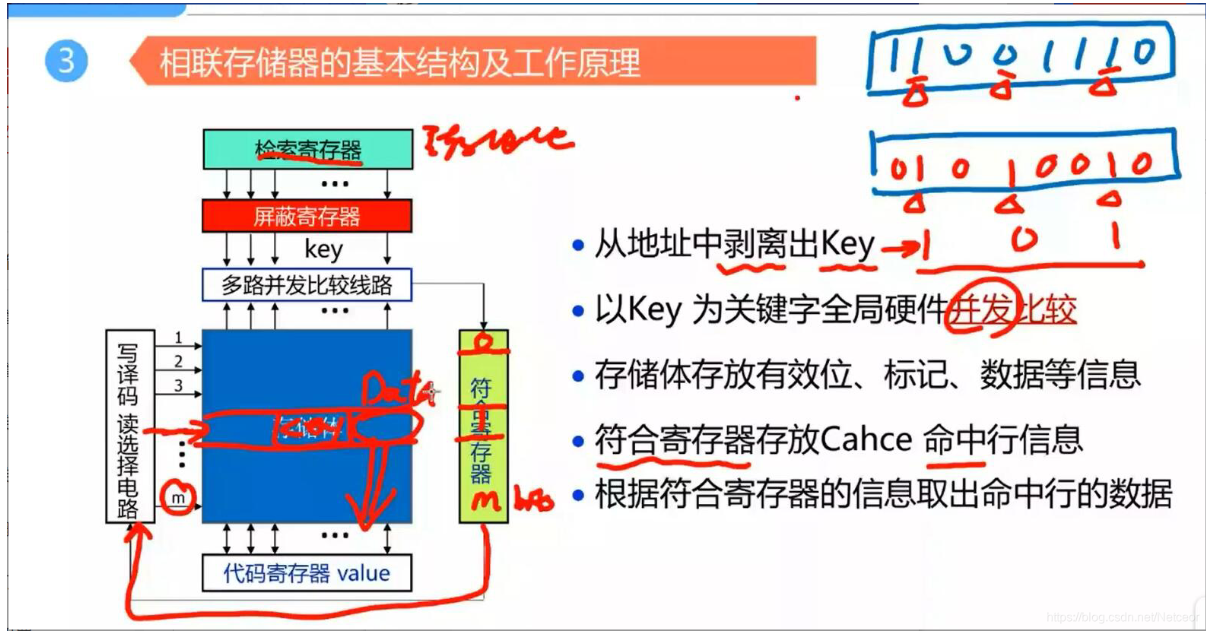 3
相联存储器的基本结构及工作原理
11001110
检索寄存器
...
屏蔽寄存器
01010010
key
从地址中剥离出Key → 1 0 1
多路并发比较线路
...
以Key 为关键字全局硬件并发比较
写译码 读选择电路
1
2
3
⋮
m
0
符合寄存器
Data
存储体
m
存储体存放有效位、标记、数据等信息
符合寄存器存放Cahce 命中行信息
根据符合寄存器的信息取出命中行的数据
...
代码寄存器 value
https://blog.csdn.net/Netceor